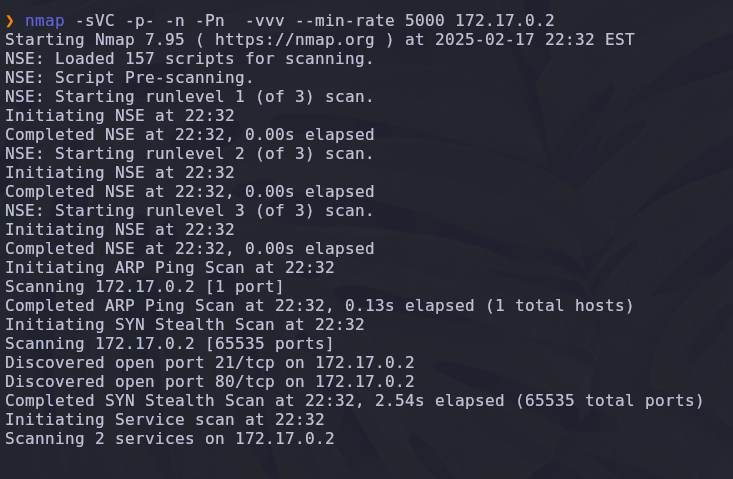 ❯ nmap -sVC -p- -n -Pn  -vvv --min-rate 5000 172.17.0.2
Starting Nmap 7.95 ( https://nmap.org ) at 2025-02-17 22:32 EST
NSE: Loaded 157 scripts for scanning.
NSE: Script Pre-scanning.
NSE: Starting runlevel 1 (of 3) scan.
Initiating NSE at 22:32
Completed NSE at 22:32, 0.00s elapsed
NSE: Starting runlevel 2 (of 3) scan.
Initiating NSE at 22:32
Completed NSE at 22:32, 0.00s elapsed
NSE: Starting runlevel 3 (of 3) scan.
Initiating NSE at 22:32
Completed NSE at 22:32, 0.00s elapsed
Initiating ARP Ping Scan at 22:32
Scanning 172.17.0.2 [1 port]
Completed ARP Ping Scan at 22:32, 0.13s elapsed (1 total hosts)
Initiating SYN Stealth Scan at 22:32
Scanning 172.17.0.2 [65535 ports]
Discovered open port 21/tcp on 172.17.0.2
Discovered open port 80/tcp on 172.17.0.2
Completed SYN Stealth Scan at 22:32, 2.54s elapsed (65535 total ports)
Initiating Service scan at 22:32
Scanning 2 services on 172.17.0.2